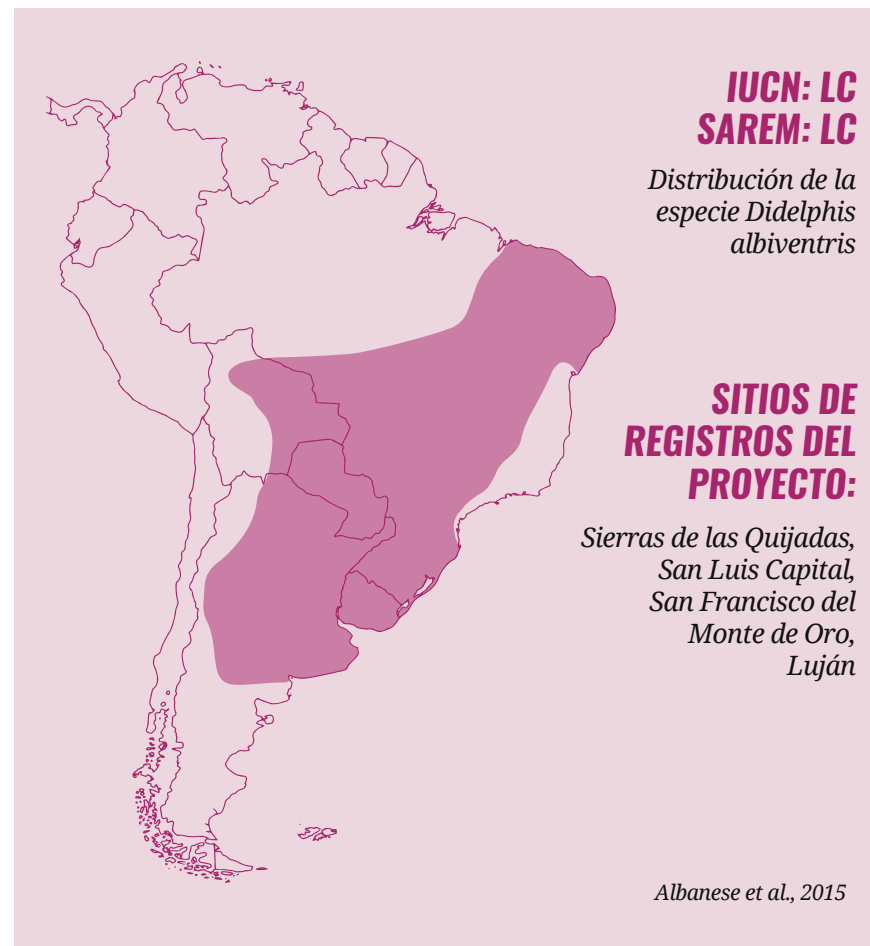 IUCN: LC
SAREM: LC
Distribución de la
especie Didelphis
albiventris
SITIOS DE
REGISTROS DEL
PROYECTO:
Sierras de las Quijadas,
San Luis Capital,
San Francisco del
Monte de Oro,
Luján
Albanese et al., 2015